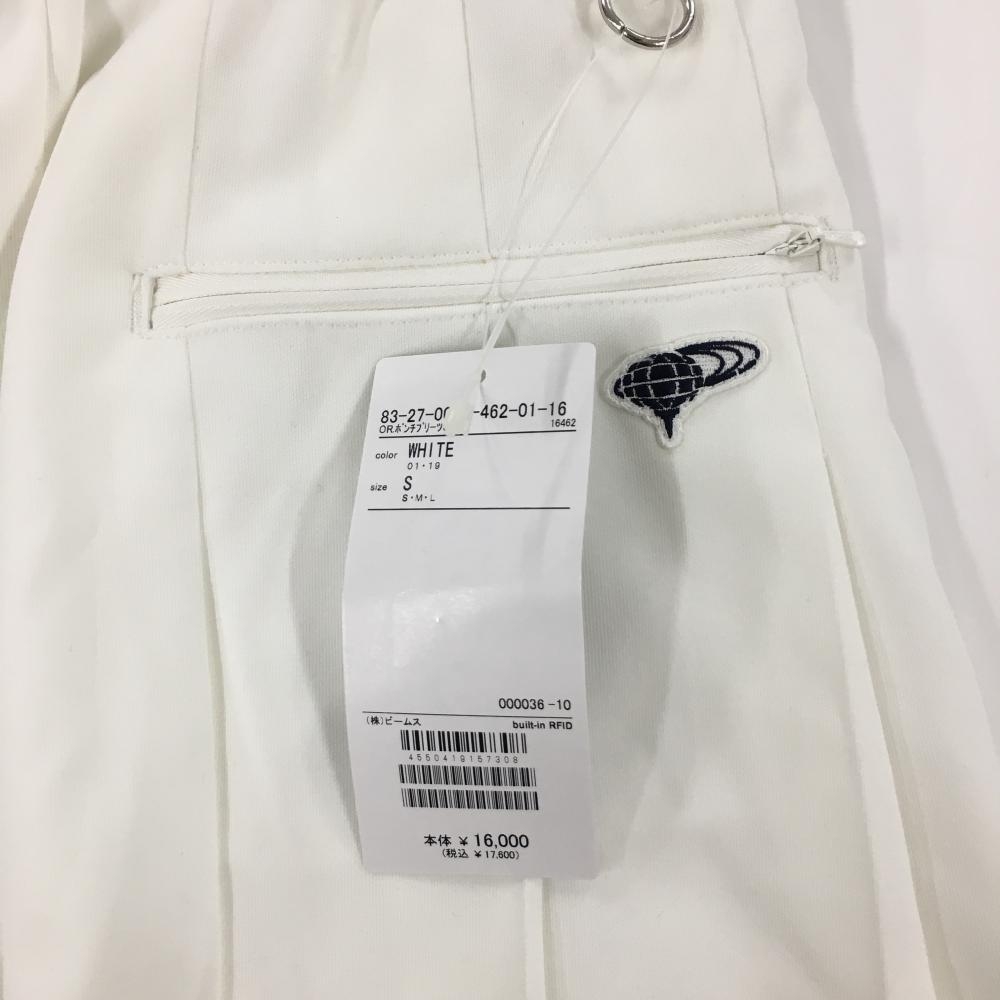 83-27-00 -462-01-16
OR.ポンチプリーツ 16462
color WHITE
01・19
size S
S・M・L
000036-10
(株)ビームス built-in RFID
4550419157308
本体 ¥16,000
(税込 ¥17,600)